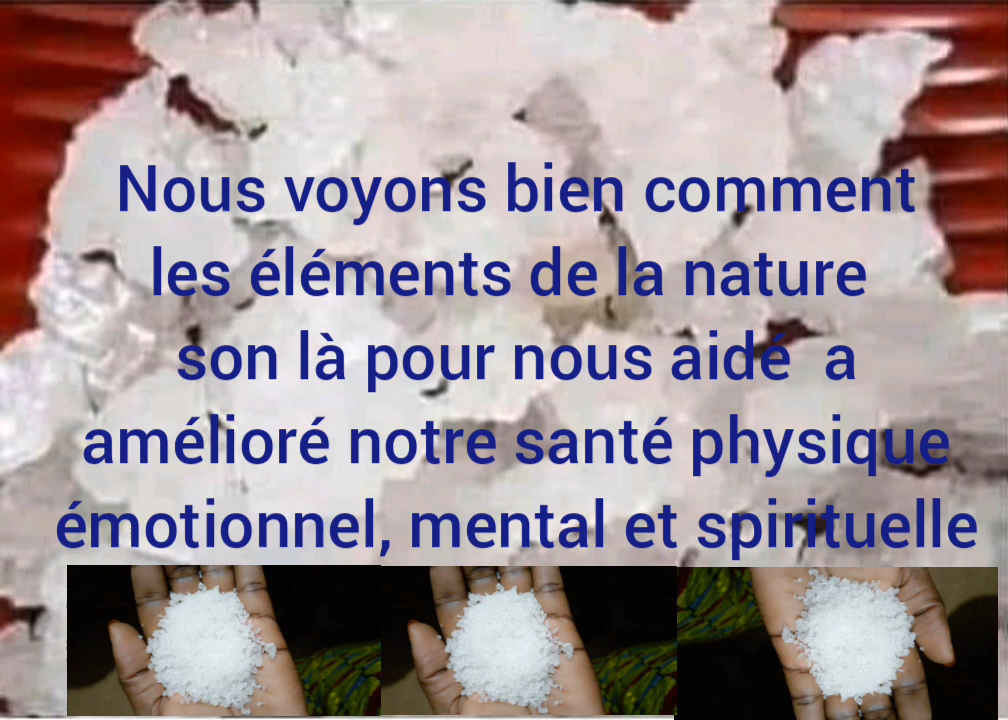 Nous voyons bien comment
les éléments de la nature
son là pour nous aidé a
amélioré notre santé physique
émotionnel, mental et spirituelle